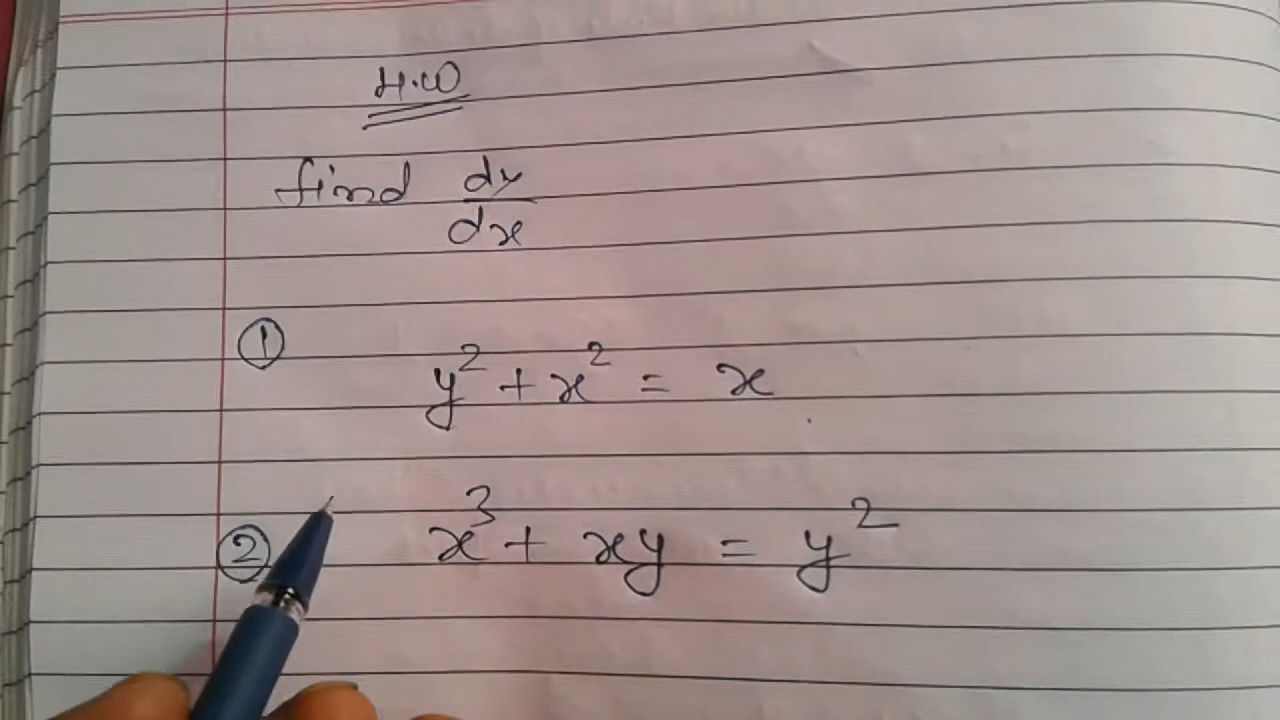 H.W
find dy/dx
① y² + x² = x
② x³ + xy = y²